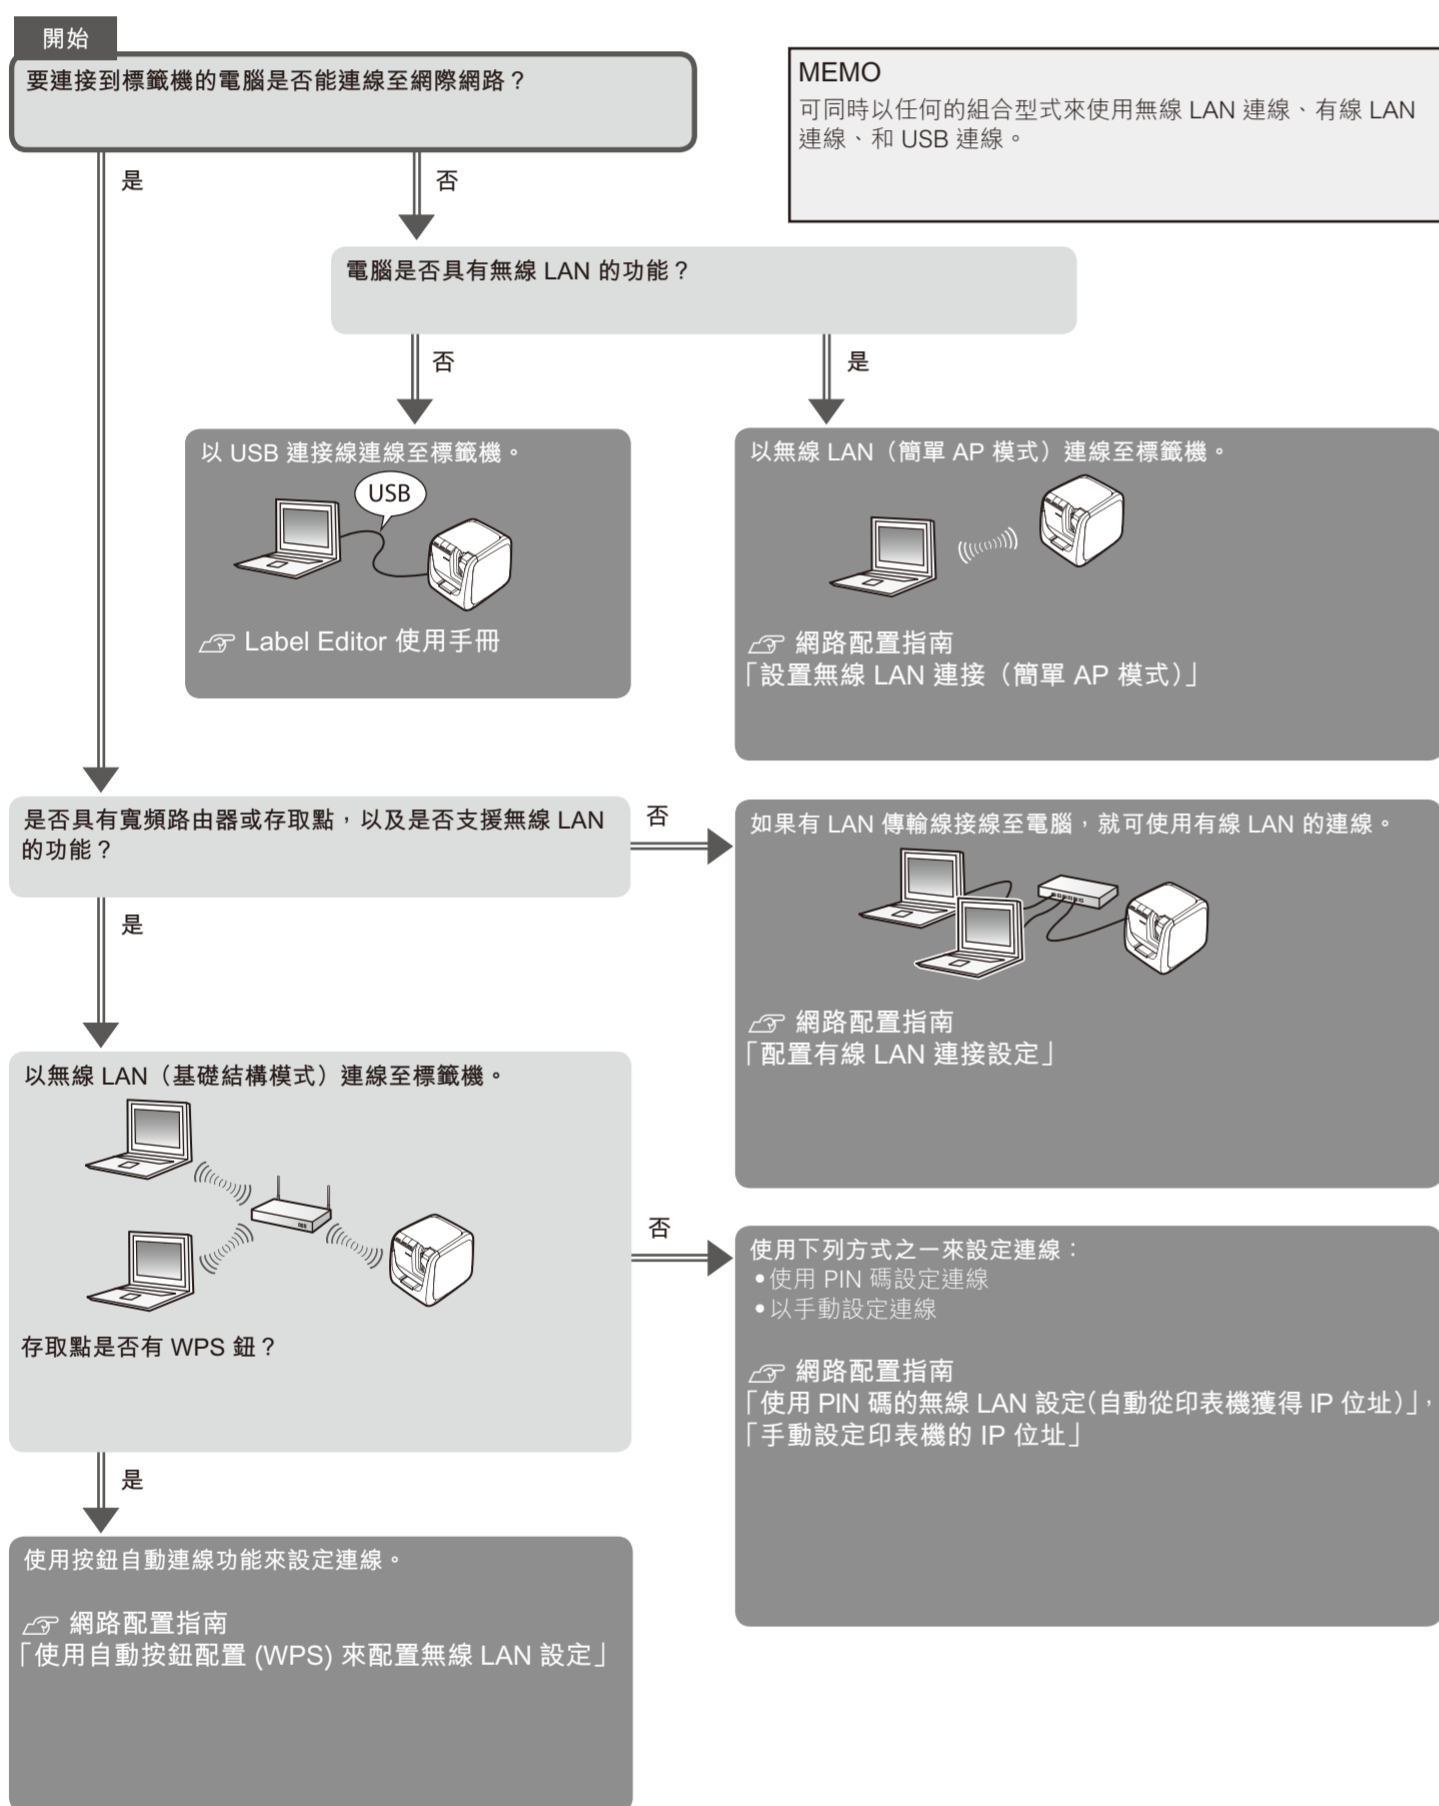 開始
要連接到標籤機的電腦是否能連線至網際網路？
MEMO
可同時以任何的組合型式來使用無線 LAN 連線、有線 LAN
連線、和 USB 連線。
是
否
電腦是否具有無線 LAN 的功能？
否
是
以 USB 連接線連線至標籤機。
USB
Label Editor 使用手冊
以無線 LAN（簡單 AP 模式）連線至標籤機。
網路配置指南
「設置無線 LAN 連接（簡單 AP 模式）」
是否具有寬頻路由器或存取點，以及是否支援無線 LAN
的功能？
否
如果有 LAN 傳輸線接線至電腦，就可使用有線 LAN 的連線。
網路配置指南
「配置有線 LAN 連接設定」
是
以無線 LAN（基礎結構模式）連線至標籤機。
存取點是否有 WPS 鈕？
否
使用下列方式之一來設定連線：
•使用 PIN 碼設定連線
•以手動設定連線
網路配置指南
「使用 PIN 碼的無線 LAN 設定(自動從印表機獲得 IP 位址)」，
「手動設定印表機的 IP 位址」
是
使用按鈕自動連線功能來設定連線。
網路配置指南
「使用自動按鈕配置 (WPS) 來配置無線 LAN 設定」